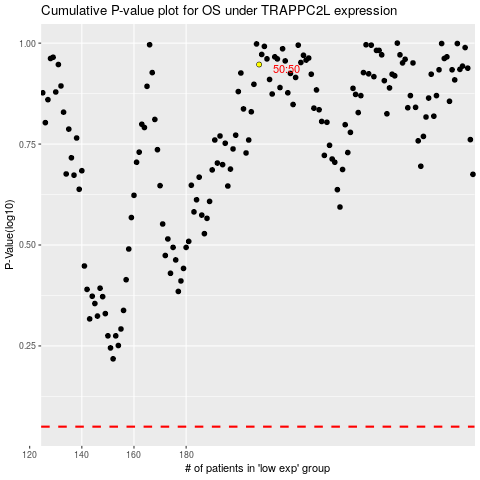 Cumulative P-value plot for OS under TRAPPC2L expression
P-Value(log10)
1.00
0.75
0.50
0.25
50:50
120 140 160 180
# of patients in 'low exp' group